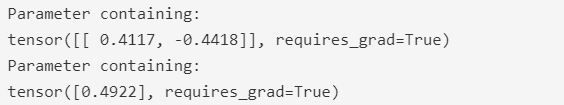 Parameter containing:
tensor([[ 0.4117, -0.4418]], requires_grad=True)
Parameter containing:
tensor([0.4922], requires_grad=True)